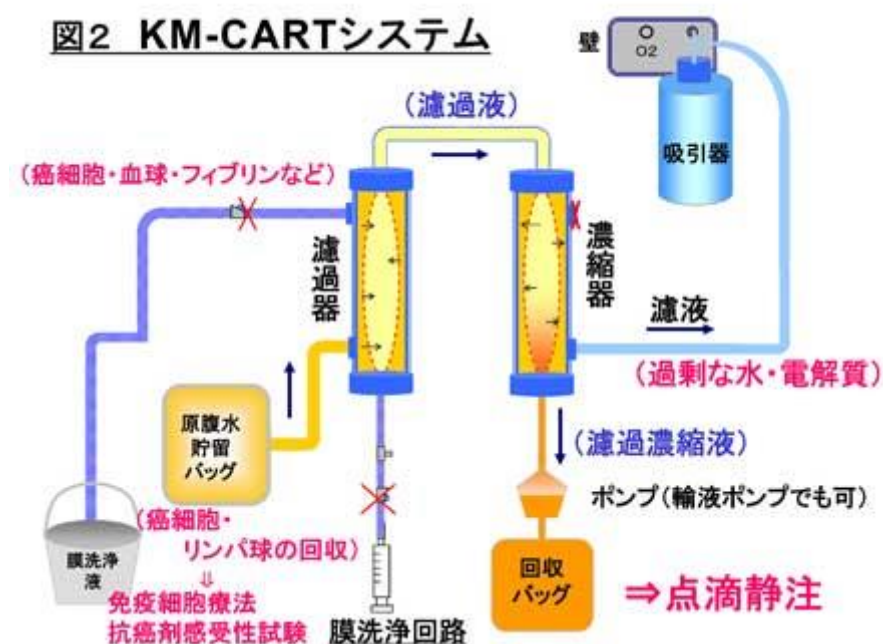 図2 KM-CARTシステム
壁
O2
(濾過液)
吸引器
(癌細胞・血球・フィブリンなど)
濾過器
濃縮器
濾液
(過剰な水・電解質)
原腹水
貯留
バッグ
(濾過濃縮液)
ポンプ(輸液ポンプでも可)
膜洗浄
液
(癌細胞・
リンパ球の回収)
⇓
免疫細胞療法
抗癌剤感受性試験
膜洗浄回路
回収
バッグ
⇒点滴静注